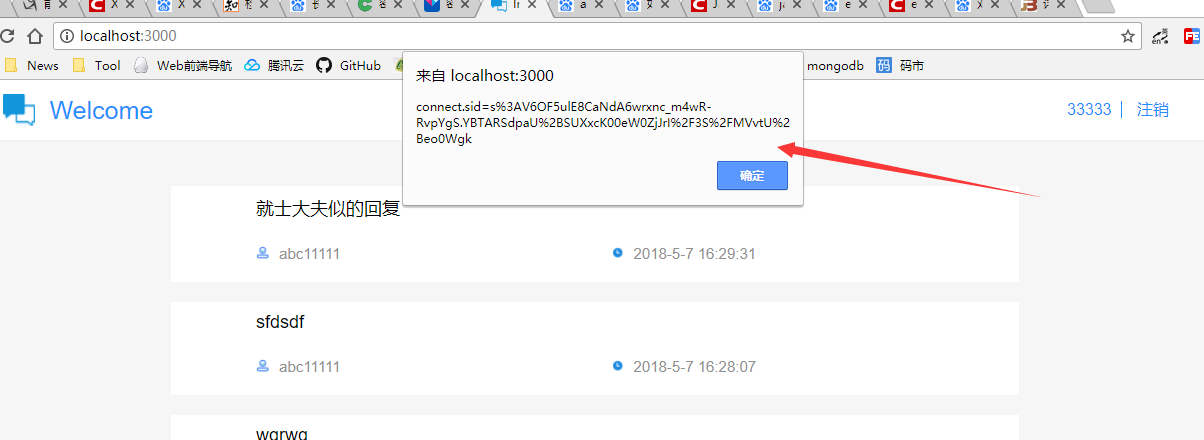 localhost:3000
News Tool Web前端导航 腾讯云 GitHub mongodb 码市
来自 localhost:3000
connect.sid=s%3AV6OF5ulE8CaNdA6wrxnc_m4wR-
RvpYgS.YBTARSdpaU%2BSUXxcK00eW0ZjJrI%2F3S%2FMVvtU%2
Beo0Wgk
确定
Welcome
33333 | 注销
就士大夫似的回复
abc11111 2018-5-7 16:29:31
sfdsdf
abc11111 2018-5-7 16:28:07
wgrwg